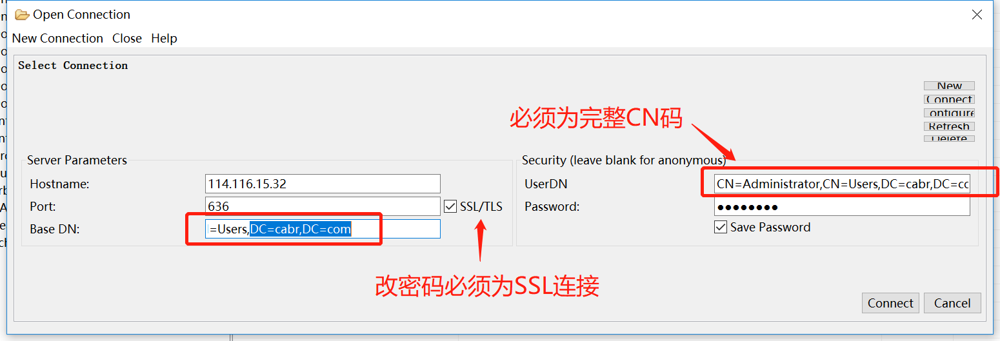 Open Connection
New Connection Close Help
Select Connection
New
Connect
Refresh
Delete
必须为完整CN码
Server Parameters
Hostname: 114.116.15.32
Port: 636 SSL/TLS
Base DN: =Users,DC=cabr,DC=com
Security (leave blank for anonymous)
UserDN CN=Administrator,CN=Users,DC=cabr,DC=cc
Password: ●●●●●●●●
Save Password
改密码必须为SSL连接
Connect Cancel